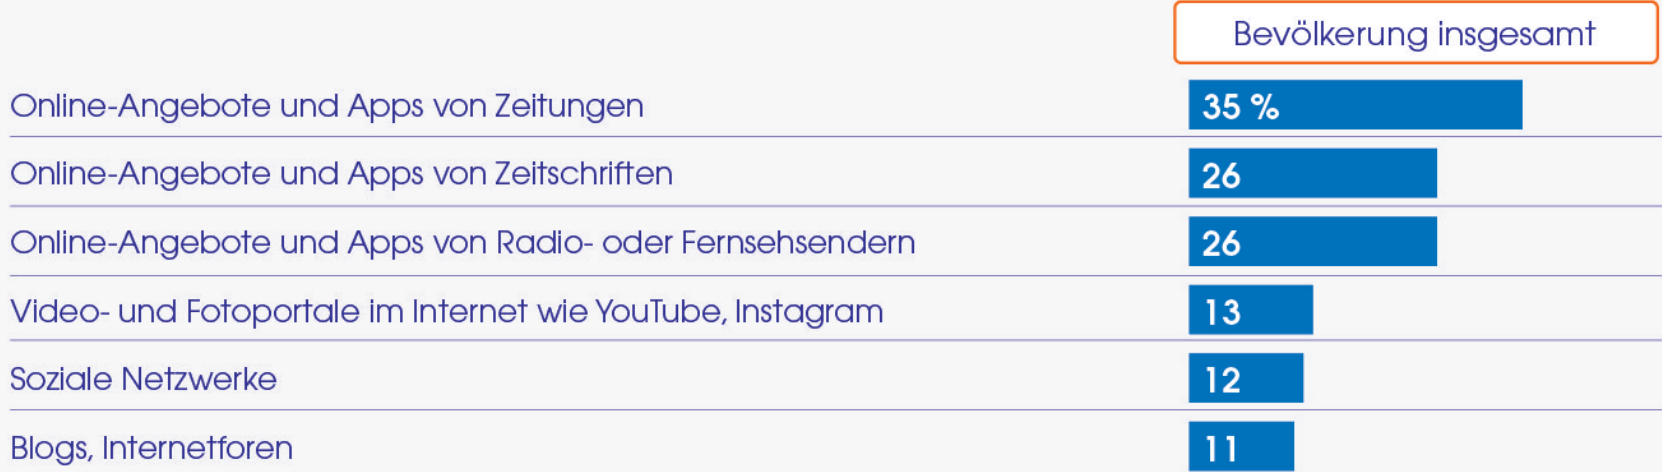 Bevölkerung insgesamt
Online-Angebote und Apps von Zeitungen 35 %
Online-Angebote und Apps von Zeitschriften 26
Online-Angebote und Apps von Radio- oder Fernsehsendern 26
Video- und Fotoportale im Internet wie YouTube, Instagram 13
Soziale Netzwerke 12
Blogs, Internetforen 11